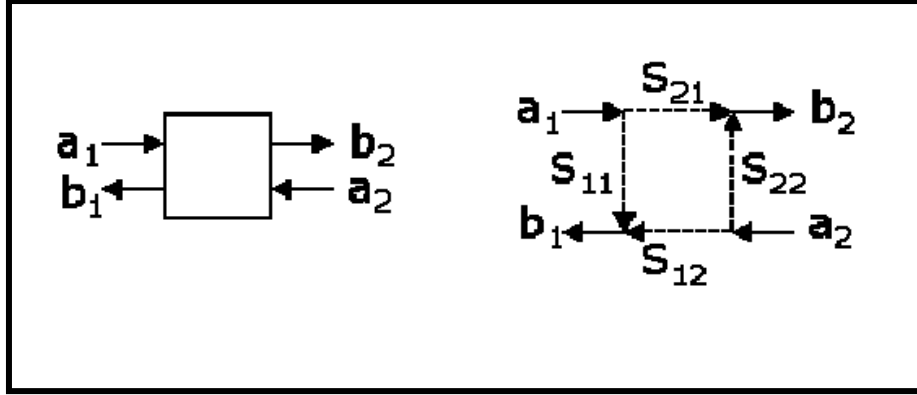 a₁ b₂
b₁ a₂
S₂₁
a₁ b₂
S₁₁ S₂₂
b₁ a₂
S₁₂